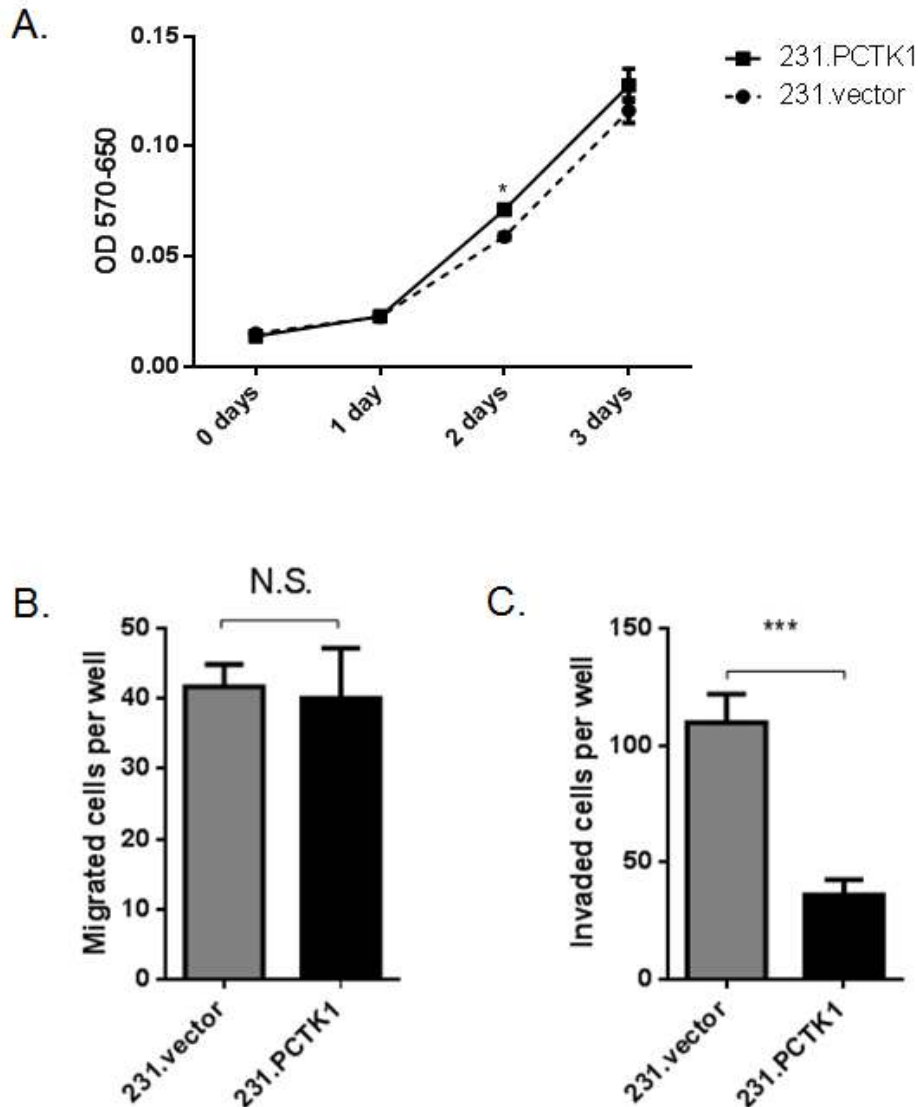 A.
0.15
0.10
0.05
0.00
OD 570-650
0 days
1 day
2 days
3 days
*
231.PCTK1
231.vector
B.
N.S.
50
40
30
20
10
0
Migrated cells per well
231.vector
231.PCTK1
C.
***
150
100
50
0
Invaded cells per well
231.vector
231.PCTK1